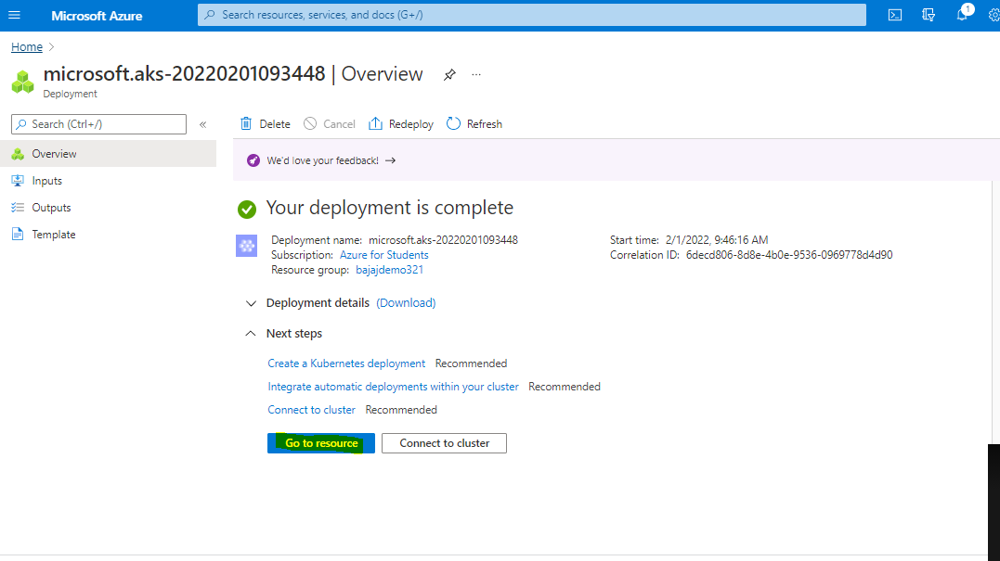 Microsoft Azure
Search resources, services, and docs (G+/)
1
Home
microsoft.aks-20220201093448 | Overview
...
Deployment
Search (Ctrl+/)
«
Delete
Cancel
Redeploy
Refresh
Overview
Inputs
Outputs
Template
We'd love your feedback! →
Your deployment is complete
Deployment name: microsoft.aks-20220201093448
Subscription: Azure for Students
Resource group: bajajdemo321
Start time: 2/1/2022, 9:46:16 AM
Correlation ID: 6decd806-8d8e-4b0e-9536-0969778d4d90
Deployment details (Download)
Next steps
Create a Kubernetes deployment Recommended
Integrate automatic deployments within your cluster Recommended
Connect to cluster Recommended
Go to resource
Connect to cluster